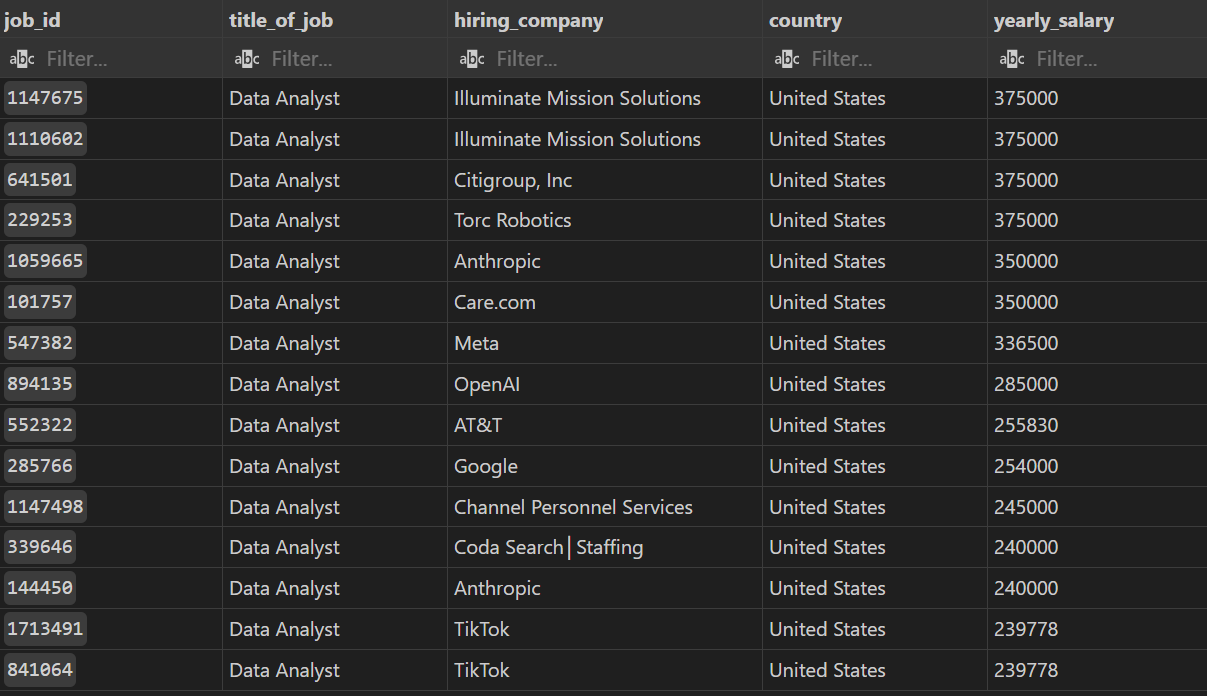 job_id title_of_job hiring_company country yearly_salary
abc Filter... abc Filter... abc Filter... abc Filter... abc Filter...
1147675 Data Analyst Illuminate Mission Solutions United States 375000
1110602 Data Analyst Illuminate Mission Solutions United States 375000
641501 Data Analyst Citigroup, Inc United States 375000
229253 Data Analyst Torc Robotics United States 375000
1059665 Data Analyst Anthropic United States 350000
101757 Data Analyst Care.com United States 350000
547382 Data Analyst Meta United States 336500
894135 Data Analyst OpenAI United States 285000
552322 Data Analyst AT&T United States 255830
285766 Data Analyst Google United States 254000
1147498 Data Analyst Channel Personnel Services United States 245000
339646 Data Analyst Coda Search│Staffing United States 240000
144450 Data Analyst Anthropic United States 240000
1713491 Data Analyst TikTok United States 239778
841064 Data Analyst TikTok United States 239778